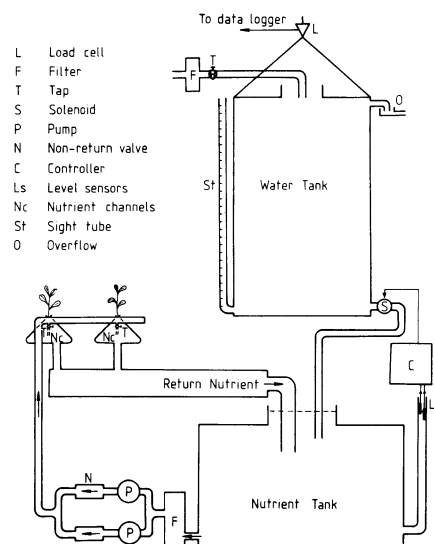 To data logger
L
L Load cell
F Filter
T Tap
S Solenoid
P Pump
N Non-return valve
C Controller
Ls Level sensors
Nc Nutrient channels
St Sight tube
O Overflow
T
F
O
St
Water Tank
S
C
T Nc
Nc T
Return Nutrient
L
N
P
P
F
Nutrient Tank